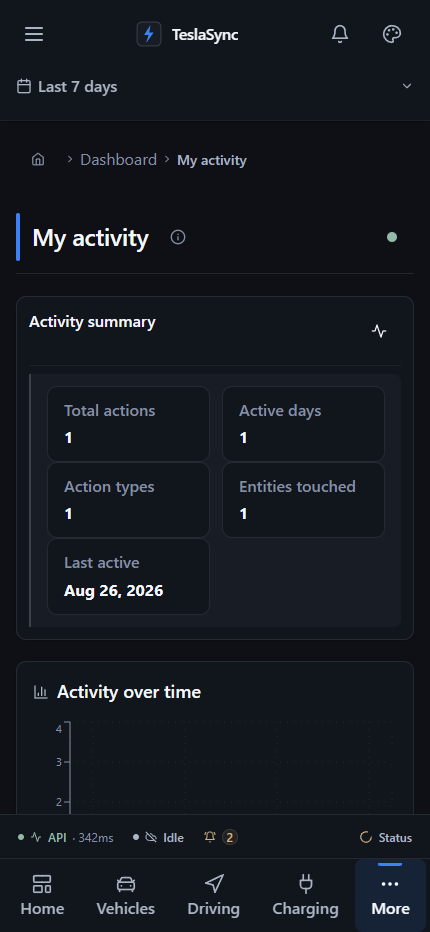 TeslaSync
Last 7 days
Dashboard My activity
My activity
Activity summary
Total actions
1
Active days
1
Action types
1
Entities touched
1
Last active
Aug 26, 2026
Activity over time
4
3
2
API · 342ms Idle 2 Status
Home Vehicles Driving Charging More